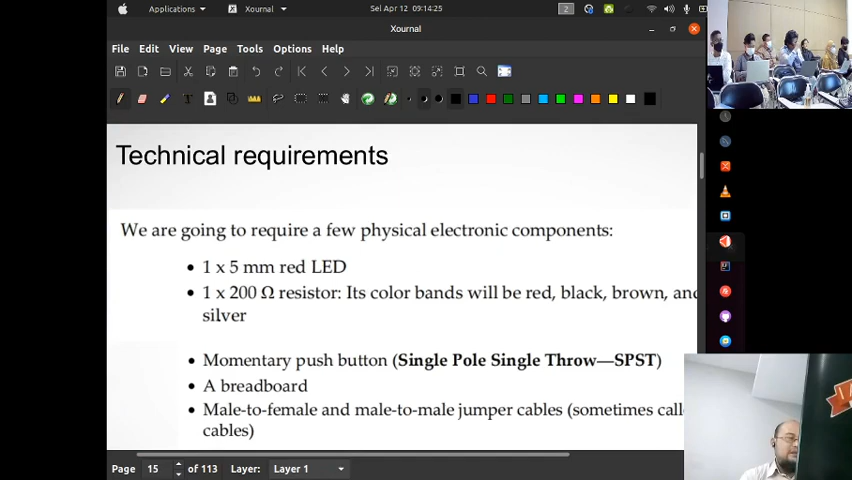 Applications
Xournal
Sel Apr 12 09:14:25
2
Xournal
File Edit View Page Tools Options Help
Technical requirements
We are going to require a few physical electronic components:
• 1 x 5 mm red LED
• 1 x 200 Ω resistor: Its color bands will be red, black, brown, and
silver
• Momentary push button (Single Pole Single Throw—SPST)
• A breadboard
• Male-to-female and male-to-male jumper cables (sometimes
cables)
Page 15 of 113 Layer: Layer 1